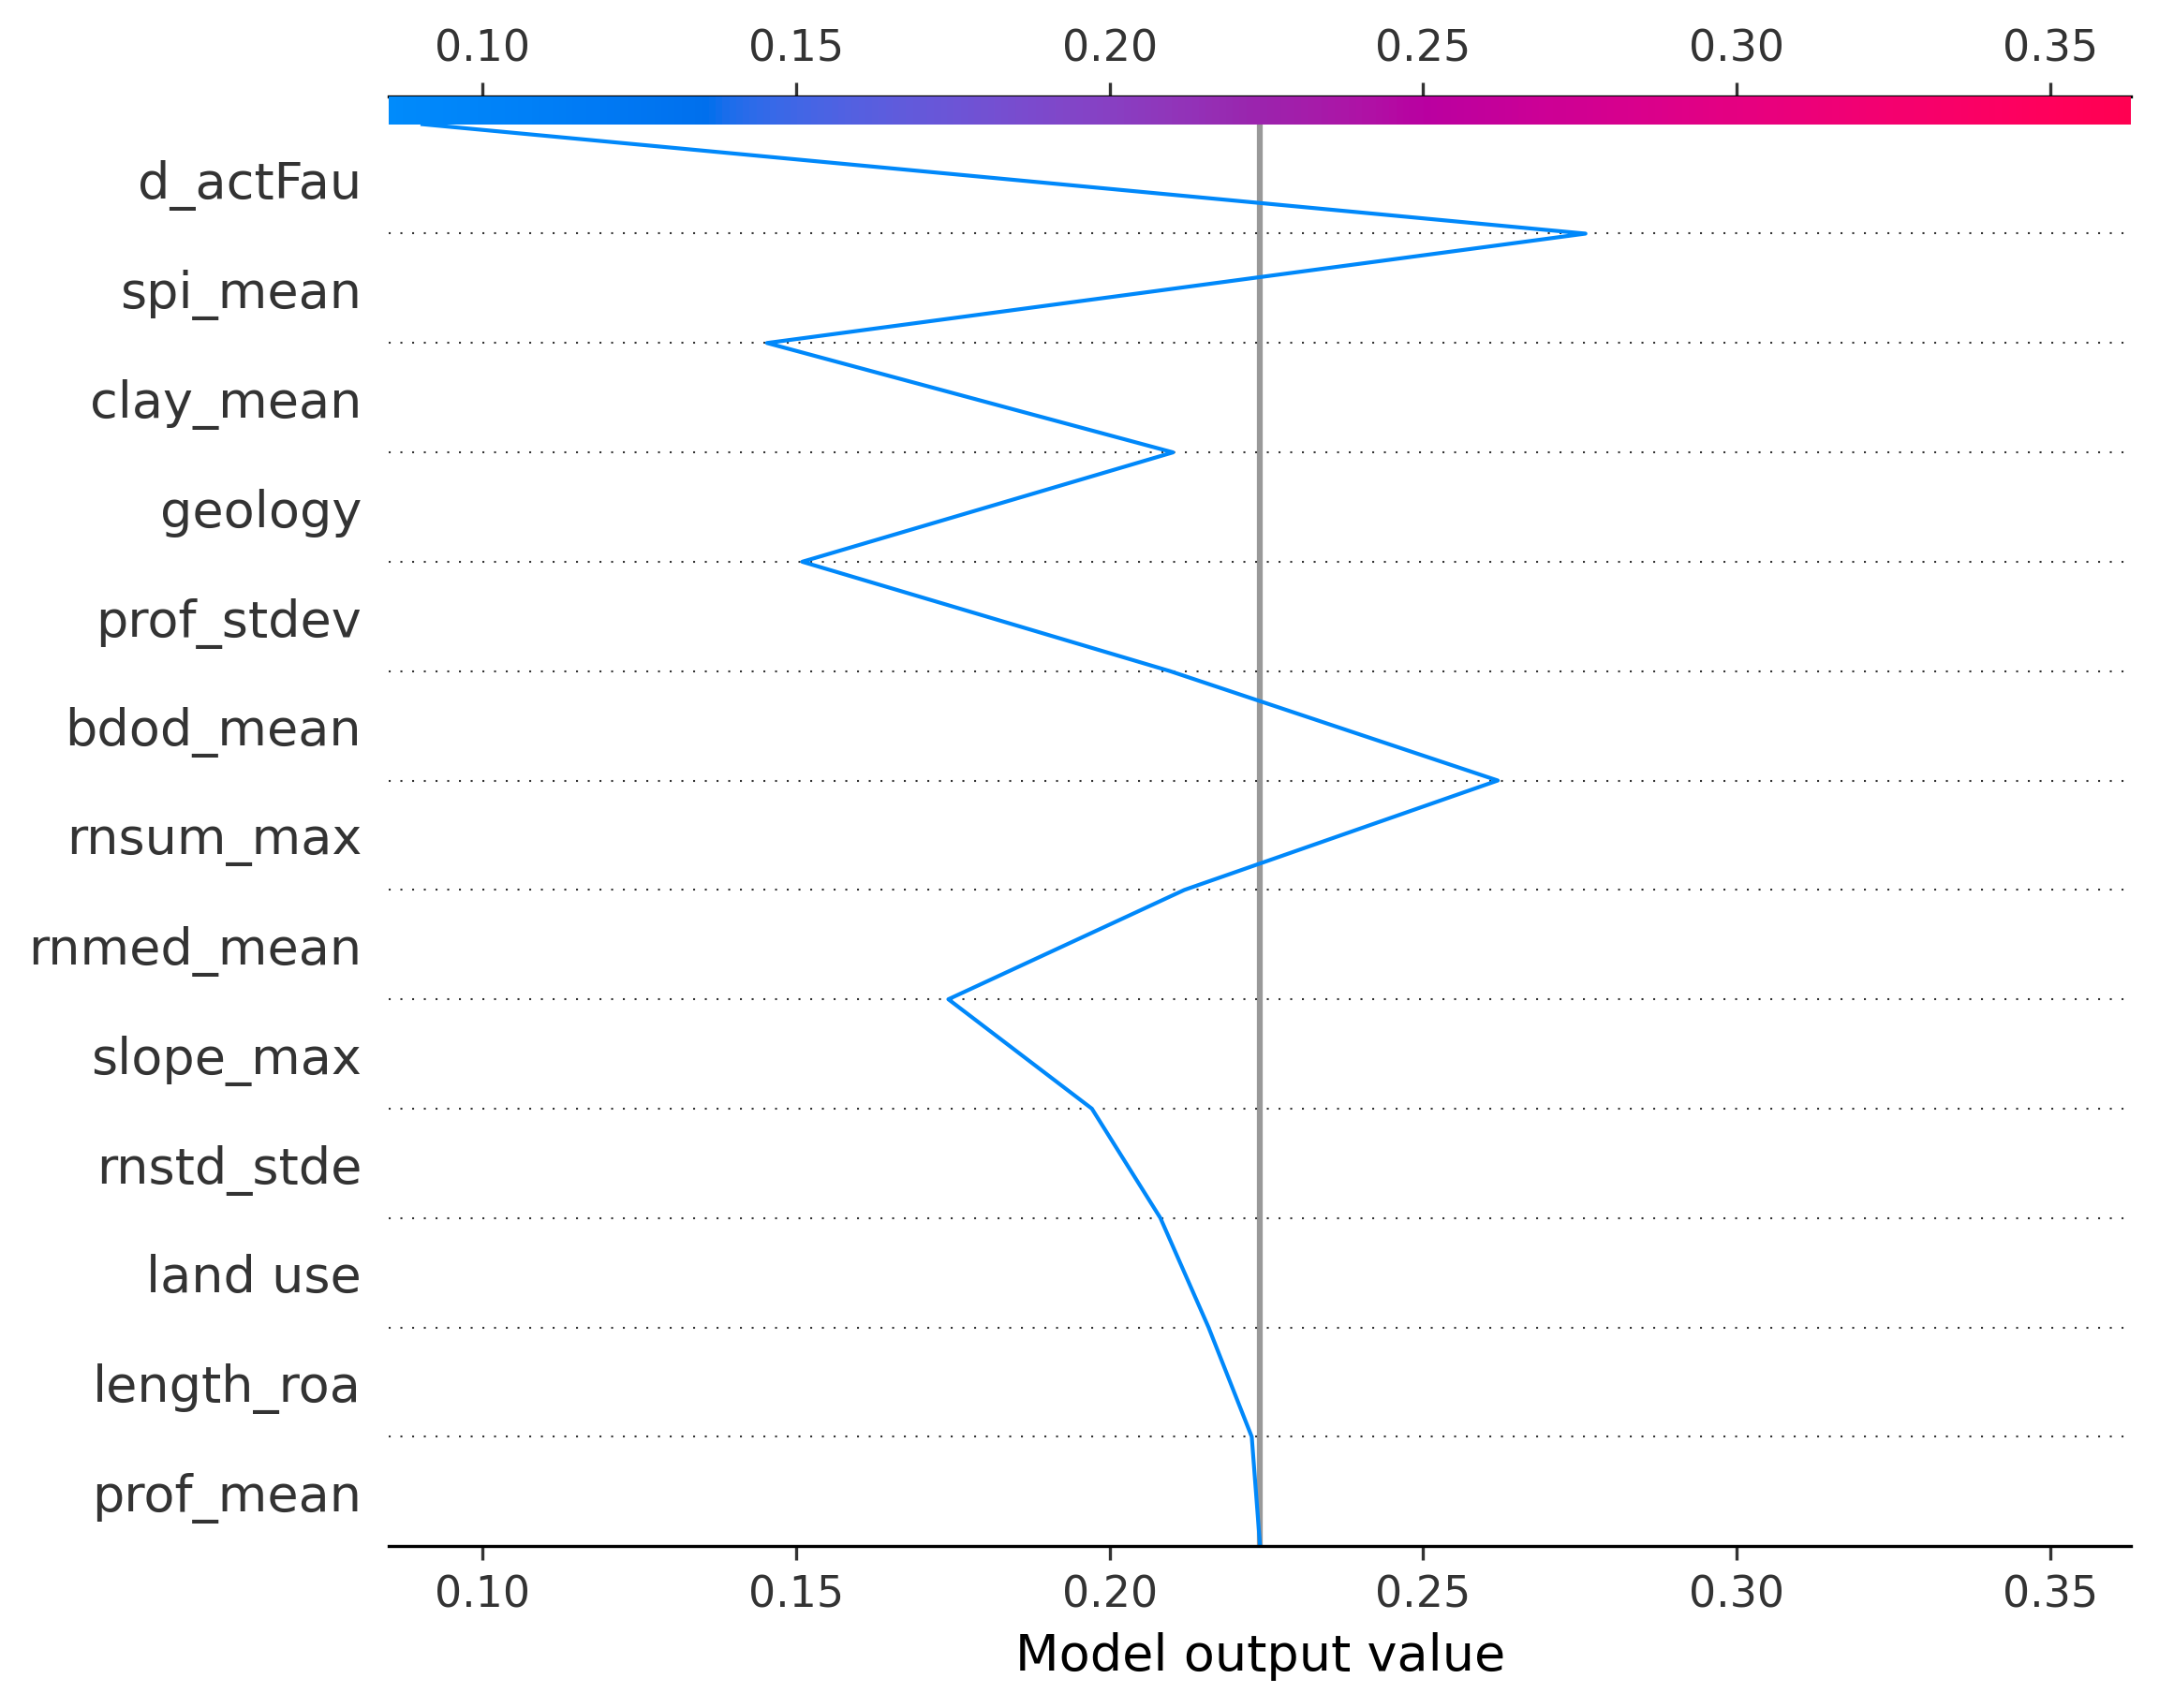 0.10 0.15 0.20 0.25 0.30 0.35
d_actFau
spi_mean
clay_mean
geology
prof_stdev
bdod_mean
rnsum_max
rnmed_mean
slope_max
rnstd_stde
land use
length_roa
prof_mean
0.10 0.15 0.20 0.25 0.30 0.35
Model output value